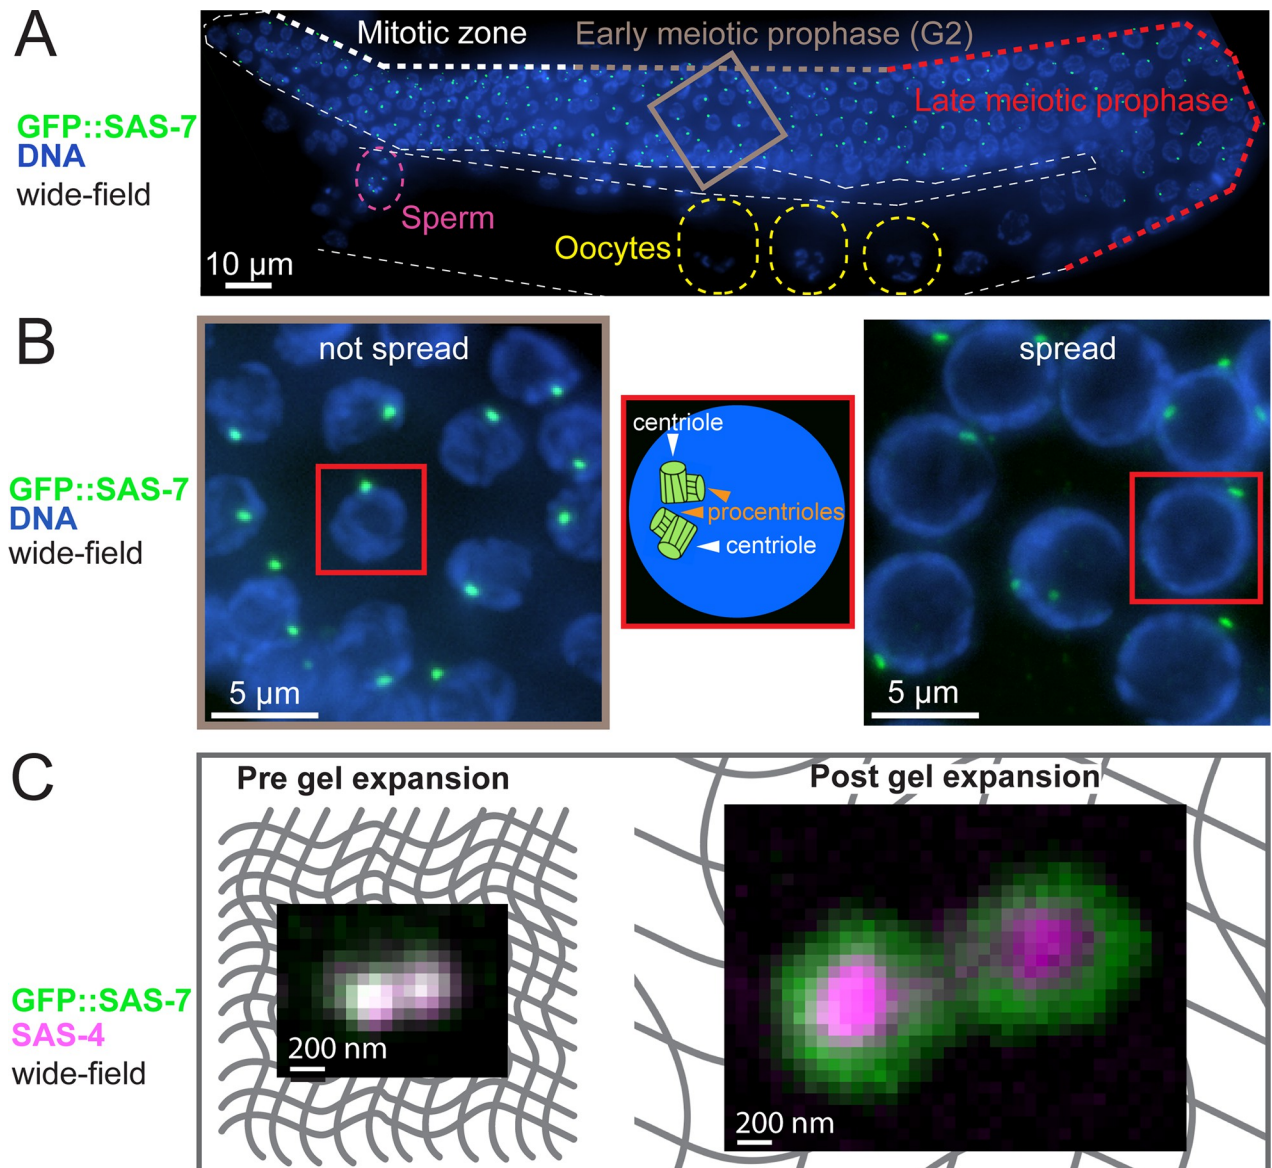 A
Mitotic zone
Early meiotic prophase (G2)
Late meiotic prophase
GFP::SAS-7
DNA
wide-field
Sperm
Oocytes
10 µm
B
not spread
spread
centriole
procentrioles
centriole
GFP::SAS-7
DNA
wide-field
5 µm
5 µm
C
Pre gel expansion
Post gel expansion
GFP::SAS-7
SAS-4
wide-field
200 nm
200 nm